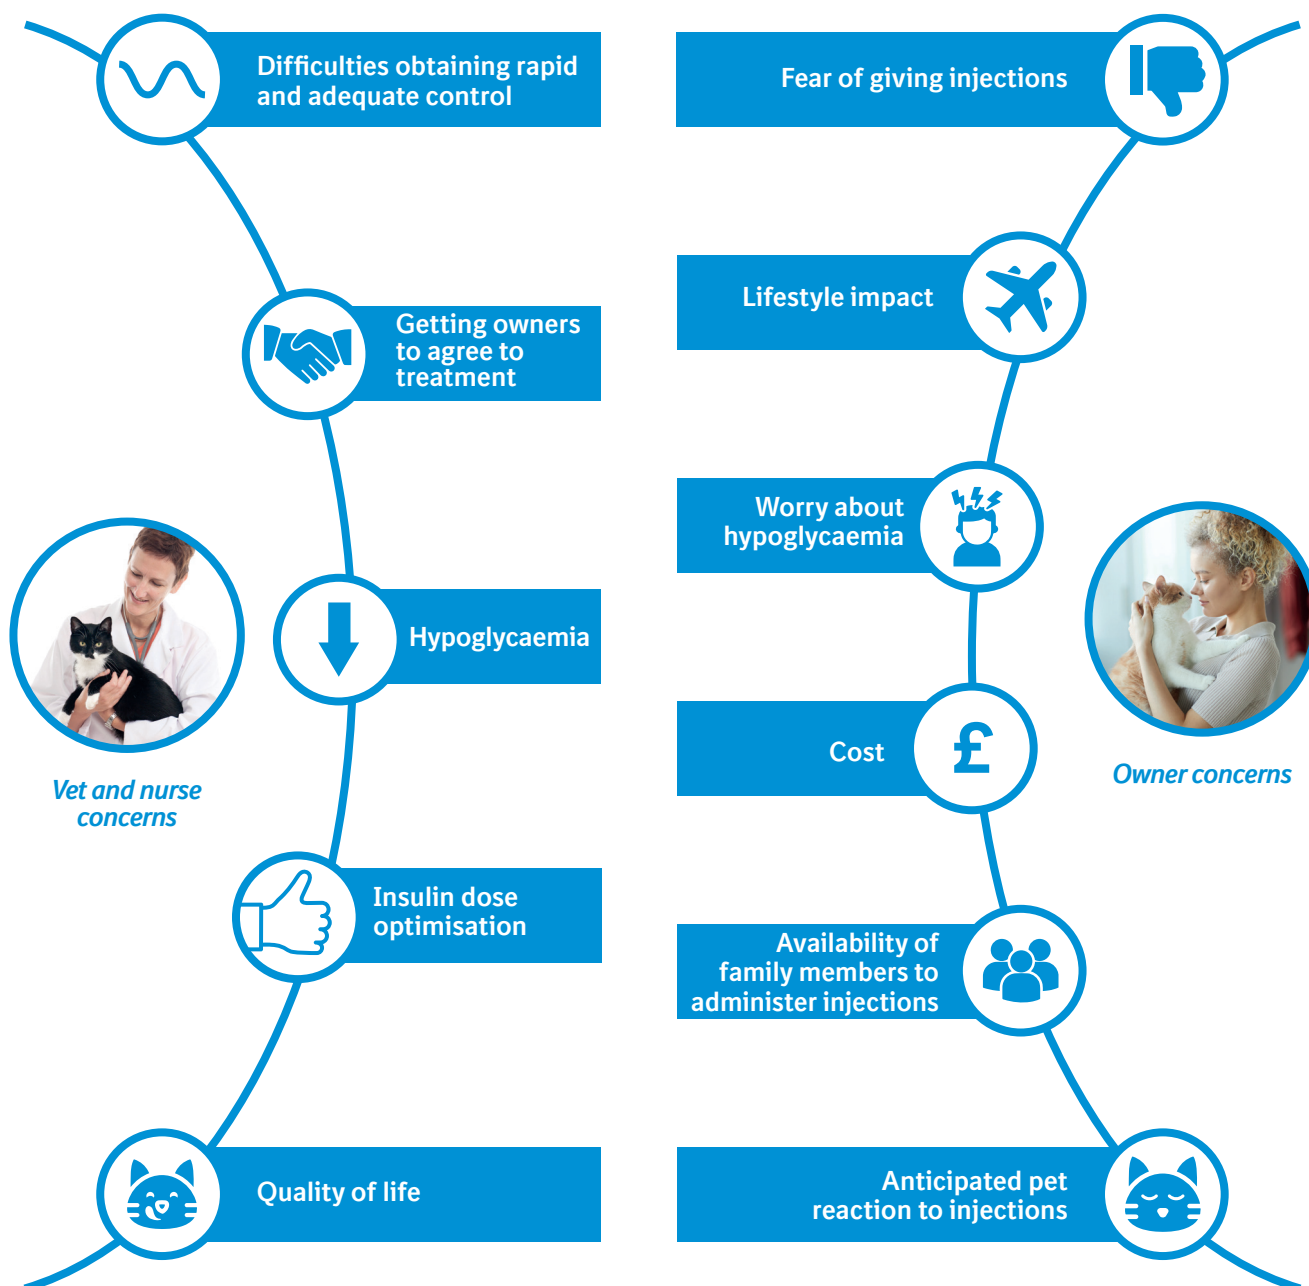 Difficulties obtaining rapid
and adequate control
Getting owners
to agree to
treatment
Hypoglycaemia
Insulin dose
optimisation
Quality of life
Vet and nurse
concerns
Fear of giving injections
Lifestyle impact
Worry about
hypoglycaemia
Cost
£
Availability of
family members to
administer injections
Anticipated pet
reaction to injections
Owner concerns